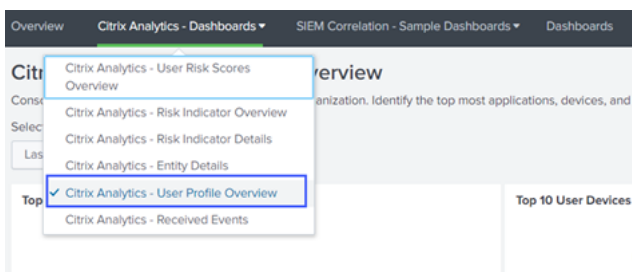 Overview Citrix Analytics - Dashboards SIEM Correlation - Sample Dashboards Dashboards
Citr erview
Citrix Analytics - User Risk Scores
Overview
Conso anization. Identify the top most applications, devices, and
Citrix Analytics - Risk Indicator Overview
Selec
Citrix Analytics - Risk Indicator Details
Las
Citrix Analytics - Entity Details
Top Citrix Analytics - User Profile Overview Top 10 User Devices
Citrix Analytics - Received Events